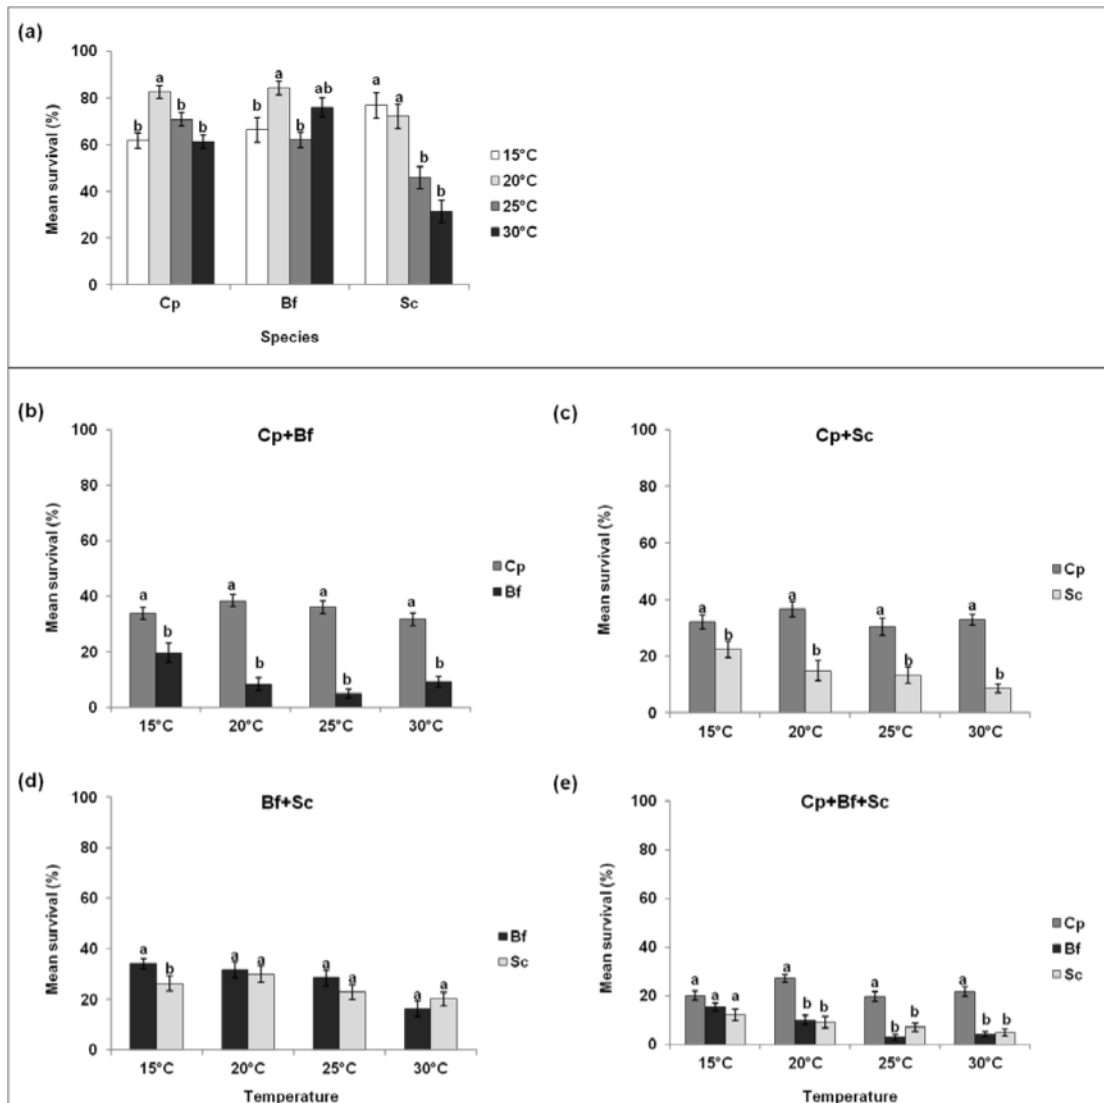 (a)
100
80
60
40
20
0
Mean survival (%)
b a b b
b a b ab
a a b b
Cp Bf Sc
Species
15°C
20°C
25°C
30°C
(b)
Cp+Bf
100
80
60
40
20
0
Mean survival (%)
a b a b a b a b
15°C 20°C 25°C 30°C
Cp
Bf
(c)
Cp+Sc
100
80
60
40
20
0
Mean survival (%)
a b a b a b a b
15°C 20°C 25°C 30°C
Cp
Sc
(d)
Bf+Sc
100
80
60
40
20
0
Mean survival (%)
a b a a a a a a
15°C 20°C 25°C 30°C
Temperature
Bf
Sc
(e)
Cp+Bf+Sc
100
80
60
40
20
0
Mean survival (%)
a a a a b b a b b a b b
15°C 20°C 25°C 30°C
Temperature
Cp
Bf
Sc